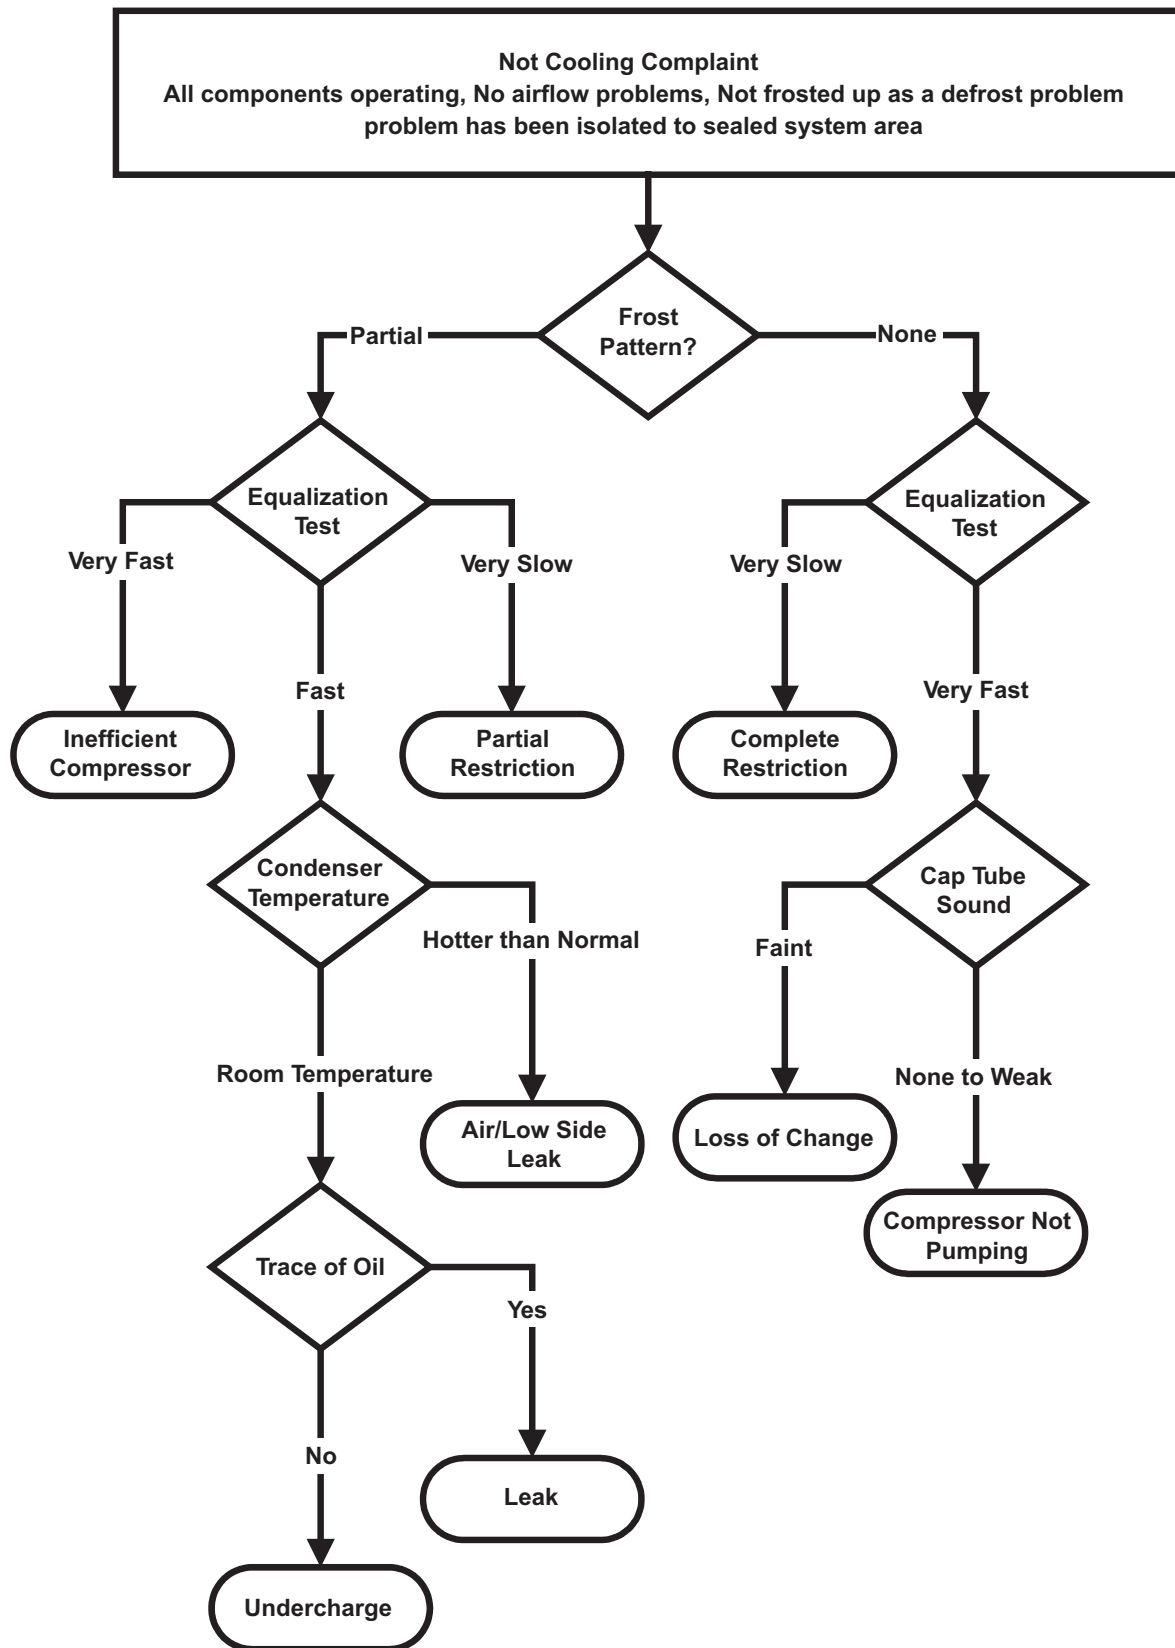 Not Cooling Complaint
All components operating, No airflow problems, Not frosted up as a defrost problem
problem has been isolated to sealed system area
Frost
Pattern?
Partial
None
Equalization
Test
Equalization
Test
Very Fast
Very Slow
Very Slow
Fast
Very Fast
Inefficient
Compressor
Partial
Restriction
Complete
Restriction
Condenser
Temperature
Cap Tube
Sound
Hotter than Normal
Faint
Room Temperature
None to Weak
Air/Low Side
Leak
Loss of Change
Compressor Not
Pumping
Trace of Oil
Yes
No
Leak
Undercharge